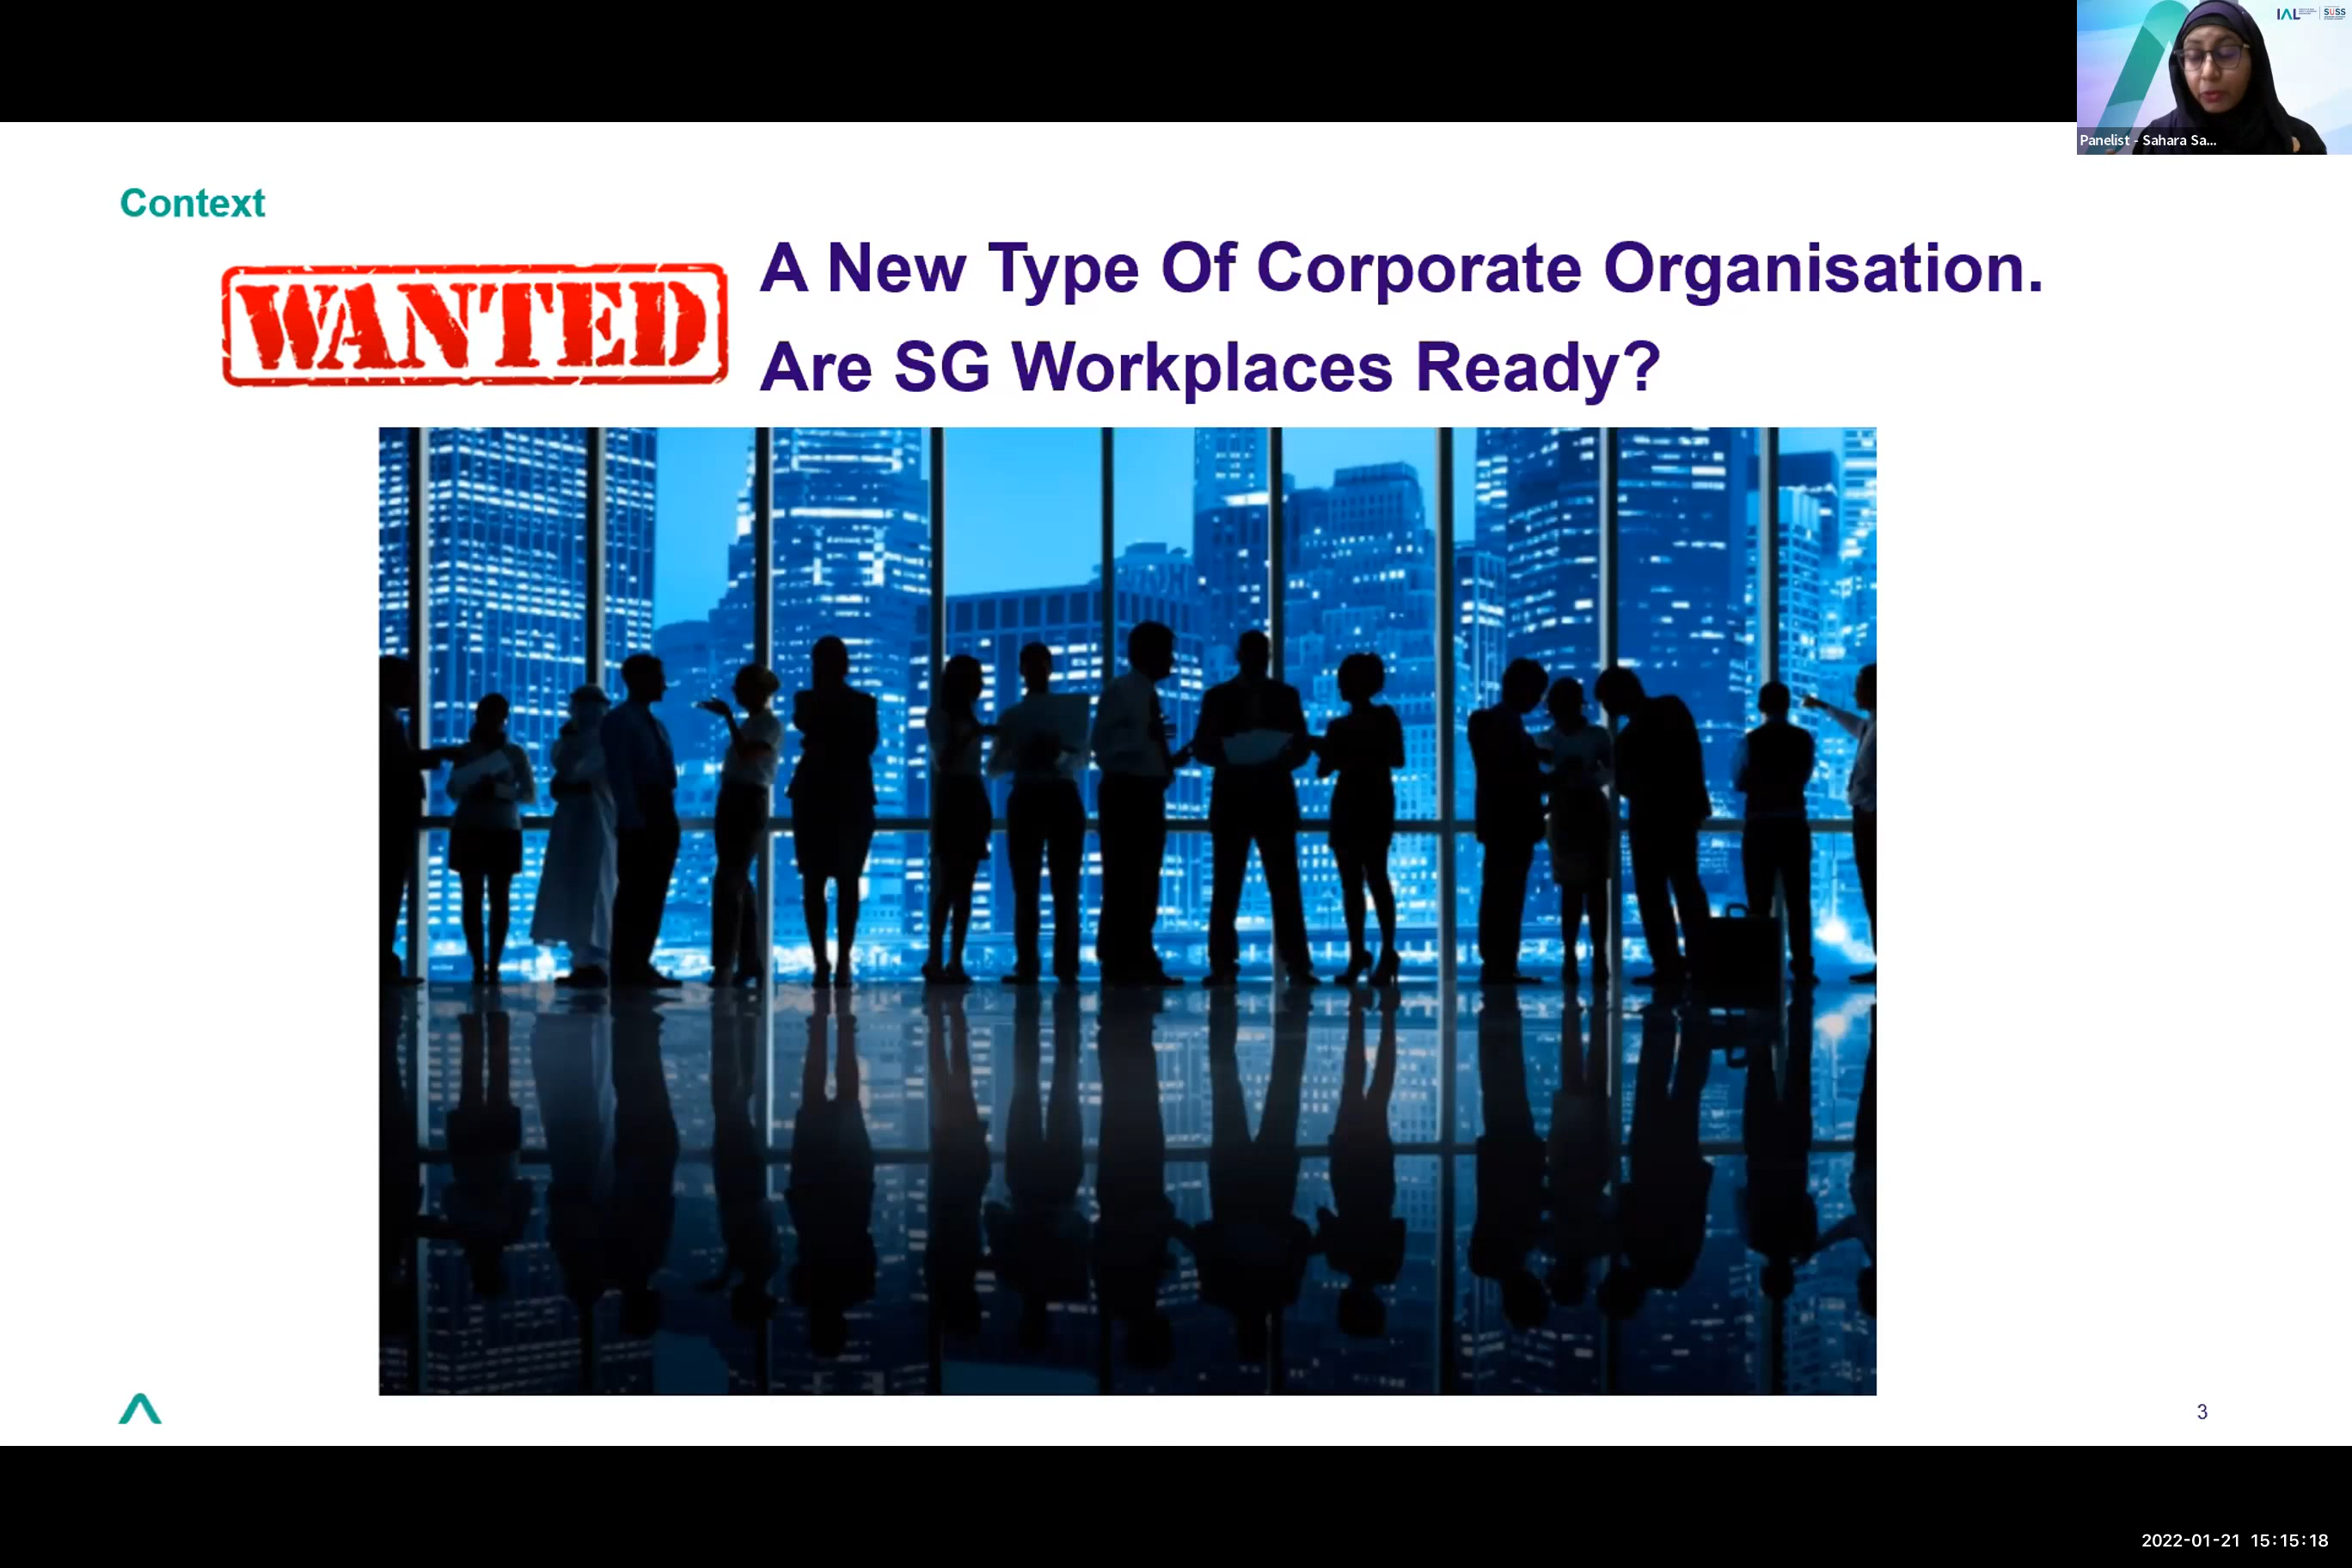 IAL
SUSS
Panelist - Sahara Sa...
Context
WANTED
A New Type Of Corporate Organisation.
Are SG Workplaces Ready?
3
2022-01-21 15:15:18